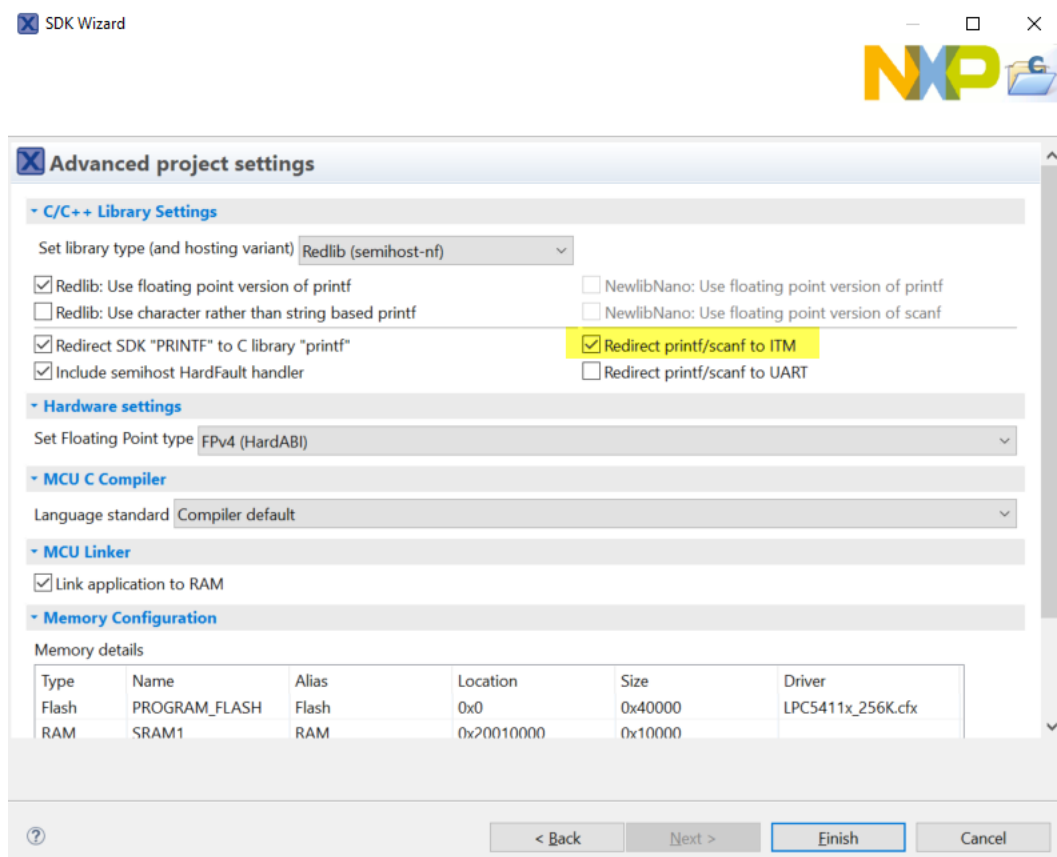 SDK Wizard
NXP
Advanced project settings
C/C++ Library Settings
Set library type (and hosting variant) Redlib (semihost-nf)
Redlib: Use floating point version of printf NewlibNano: Use floating point version of printf
Redlib: Use character rather than string based printf NewlibNano: Use floating point version of scanf
Redirect SDK "PRINTF" to C library "printf" Redirect printf/scanf to ITM
Include semihost HardFault handler Redirect printf/scanf to UART
Hardware settings
Set Floating Point type FPv4 (HardABI)
MCU C Compiler
Language standard Compiler default
MCU Linker
Link application to RAM
Memory Configuration
Memory details
Type Name Alias Location Size Driver
Flash PROGRAM_FLASH Flash 0x0 0x40000 LPC5411x_256K.cfx
RAM SRAM1 RAM 0x20010000 0x10000
< Back Next > Finish Cancel